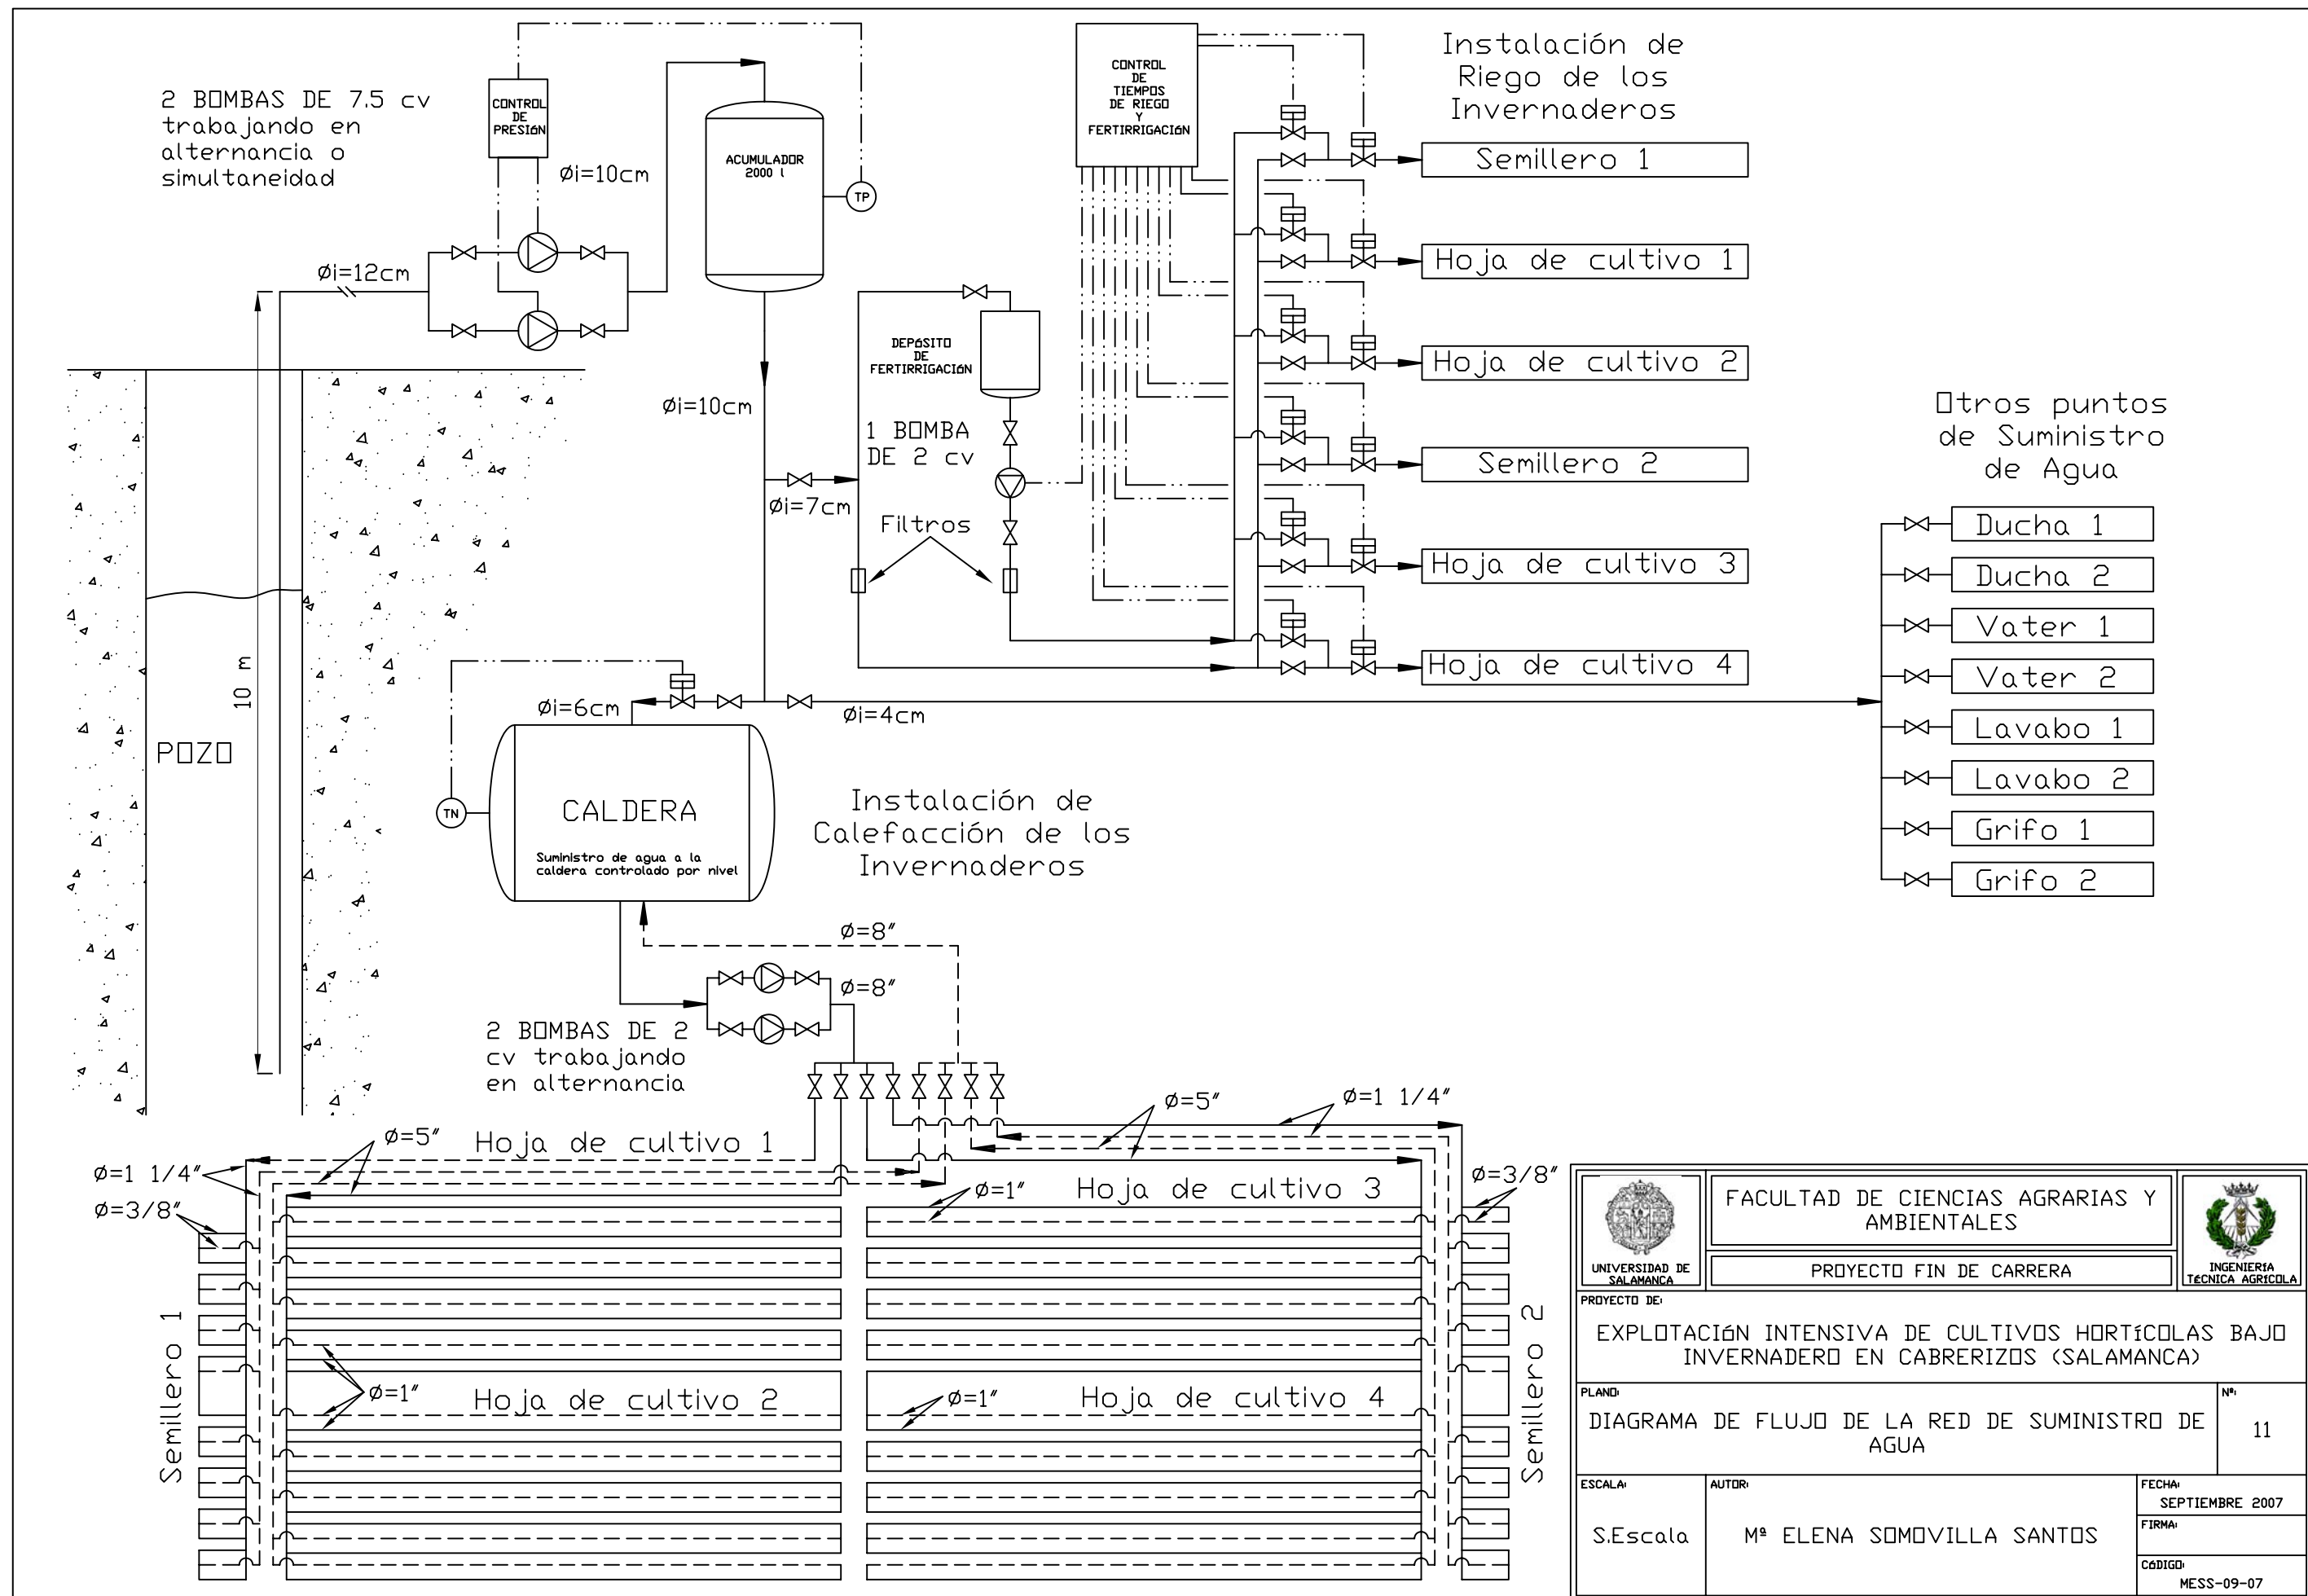 2 BOMBAS DE 7.5 cv
trabajando en
alternancia o
simultaneidad
CONTROL
DE
PRESIóN
Øi=10cm
Øi=12cm
ACUMULADOR
2000 l
TP
Øi=10cm
10 m
POZO
DEPóSITO
DE
FERTIRRIGACIóN
1 BOMBA
DE 2 cv
Øi=7cm
Filtros
CONTROL
DE
TIEMPOS
DE RIEGO
Y
FERTIRRIGACIóN
Instalación de
Riego de los
Invernaderos
Semillero 1
Hoja de cultivo 1
Hoja de cultivo 2
Semillero 2
Hoja de cultivo 3
Hoja de cultivo 4
Otros puntos
de Suministro
de Agua
Ducha 1
Ducha 2
Vater 1
Vater 2
Lavabo 1
Lavabo 2
Grifo 1
Grifo 2
Øi=6cm
Øi=4cm
TN
CALDERA
Suministro de agua a la
caldera controlado por nivel
Instalación de
Calefacción de los
Invernaderos
Ø=8"
Ø=8"
2 BOMBAS DE 2
cv trabajando
en alternancia
Ø=5"
Ø=1 1/4"
Ø=5"
Hoja de cultivo 1
Ø=1 1/4"
Ø=3/8"
Ø=1"
Hoja de cultivo 3
Ø=3/8"
Semillero 1
Ø=1"
Hoja de cultivo 2
Ø=1"
Hoja de cultivo 4
Semillero 2
UNIVERSIDAD DE
SALAMANCA
FACULTAD DE CIENCIAS AGRARIAS Y
AMBIENTALES
PROYECTO FIN DE CARRERA
INGENIERíA
TéCNICA AGRíCOLA
PROYECTO DE:
EXPLOTACIóN INTENSIVA DE CULTIVOS HORTíCOLAS BAJO
INVERNADERO EN CABRERIZOS (SALAMANCA)
PLANO:
DIAGRAMA DE FLUJO DE LA RED DE SUMINISTRO DE
AGUA
Nº:
11
ESCALA:
S.Escala
AUTOR:
Mª ELENA SOMOVILLA SANTOS
FECHA:
SEPTIEMBRE 2007
FIRMA:
CóDIGO:
MESS-09-07